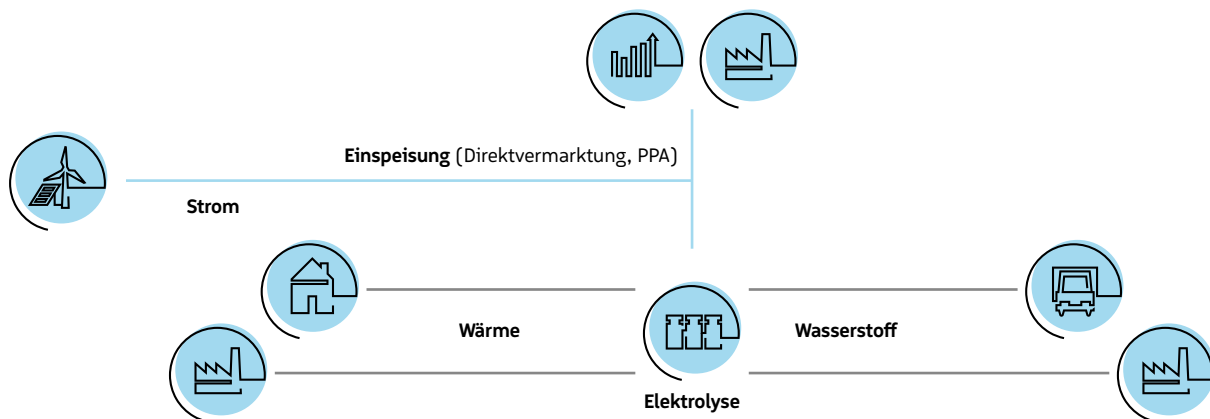 Einspeisung (Direktvermarktung, PPA)
Strom
Wärme
Wasserstoff
Elektrolyse